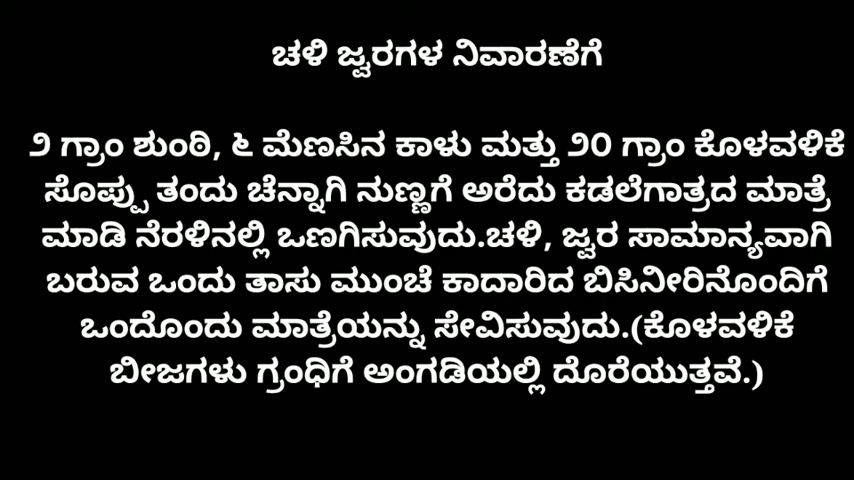 ಚಳಿ ಜ್ವರಗಳ ನಿವಾರಣೆಗೆ
೨ ಗ್ರಾಂ ಶುಂಠಿ, ೬ ಮೆಣಸಿನ ಕಾಳು ಮತ್ತು ೨೦ ಗ್ರಾಂ ಕೊಳವಳಿಕೆ
ಸೊಪ್ಪು ತಂದು ಚೆನ್ನಾಗಿ ನುಣ್ಣಗೆ ಅರೆದು ಕಡಲೆಗಾತ್ರದ ಮಾತ್ರೆ
ಮಾಡಿ ನೆರಳಿನಲ್ಲಿ ಒಣಗಿಸುವುದು.ಚಳಿ, ಜ್ವರ ಸಾಮಾನ್ಯವಾಗಿ
ಬರುವ ಒಂದು ತಾಸು ಮುಂಚೆ ಕಾದಾರಿದ ಬಿಸಿನೀರಿನೊಂದಿಗೆ
ಒಂದೊಂದು ಮಾತ್ರೆಯನ್ನು ಸೇವಿಸುವುದು.(ಕೊಳವಳಿಕೆ
ಬೀಜಗಳು ಗ್ರಂಧಿಗೆ ಅಂಗಡಿಯಲ್ಲಿ ದೊರೆಯುತ್ತವೆ.)